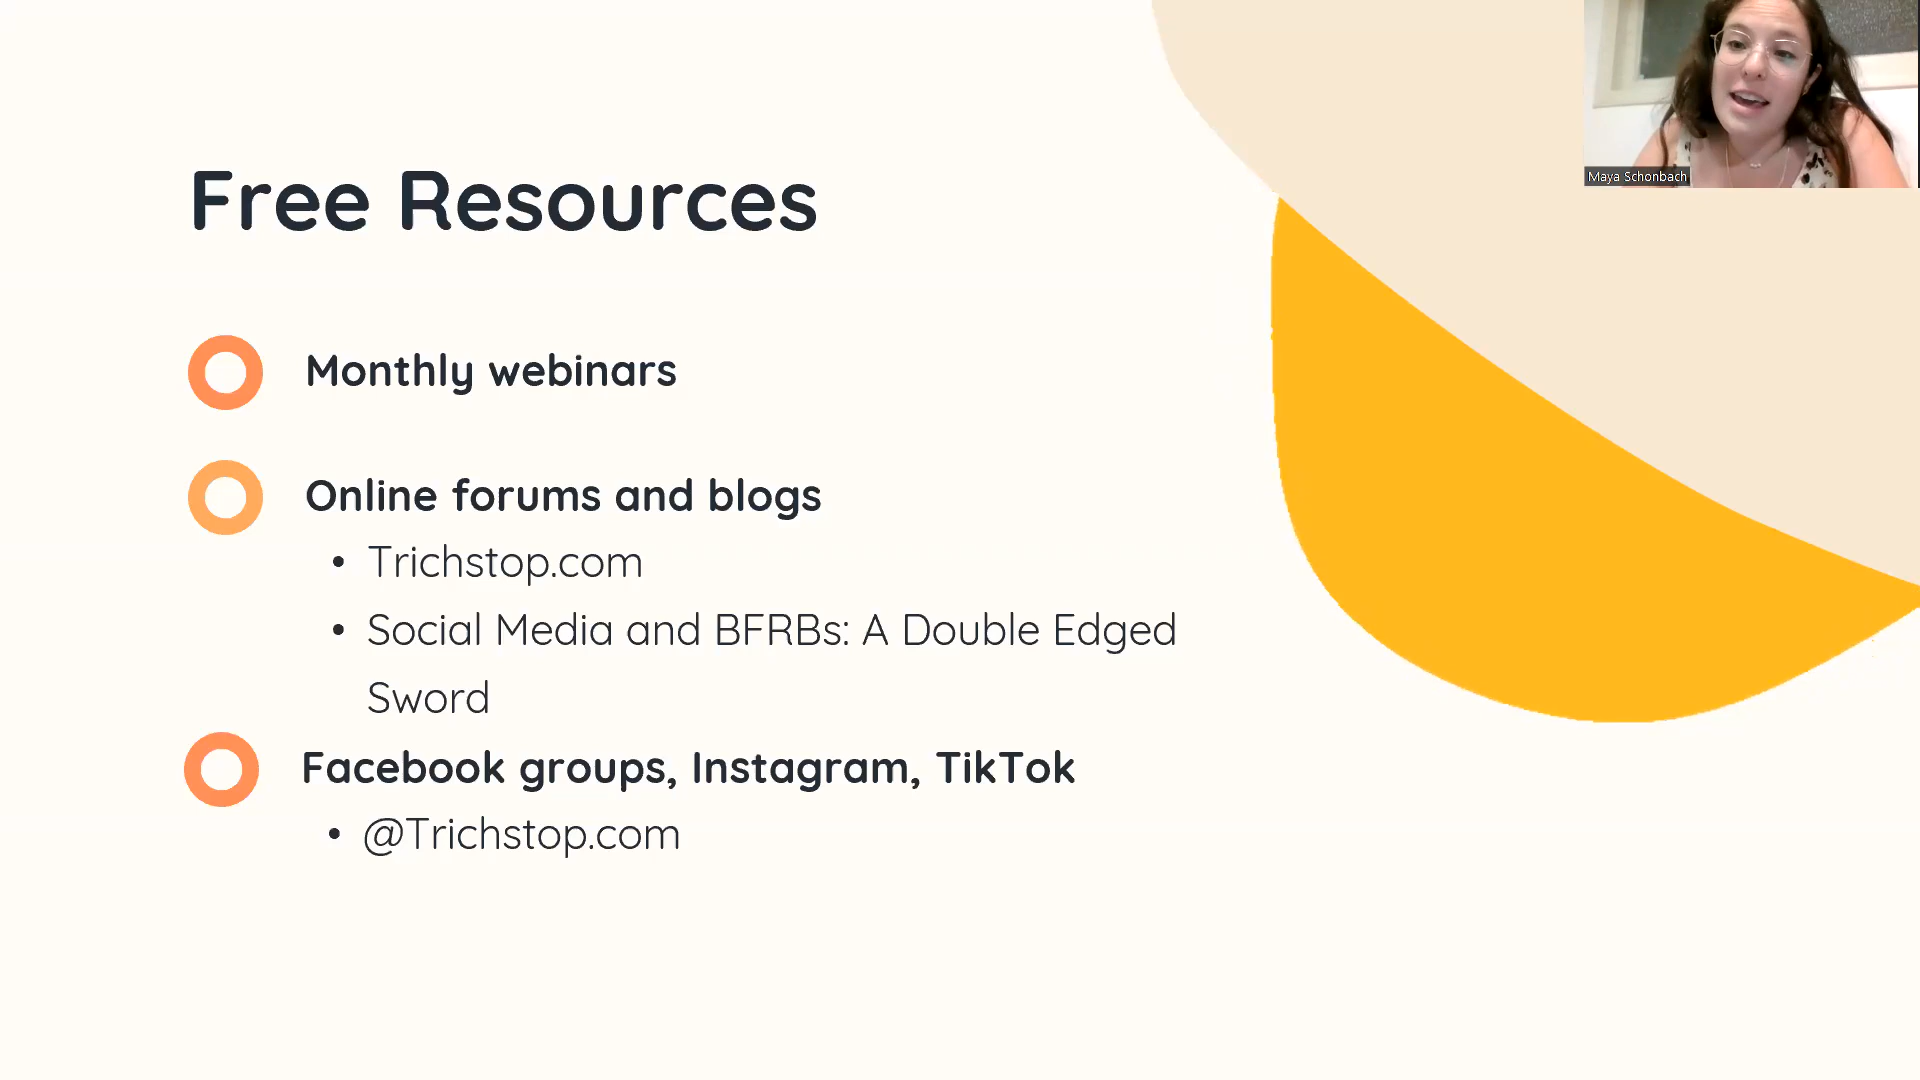 Free Resources
Monthly webinars
Online forums and blogs
• Trichstop.com
• Social Media and BFRBs: A Double Edged
Sword
Facebook groups, Instagram, TikTok
• @Trichstop.com
Maya Schonbach